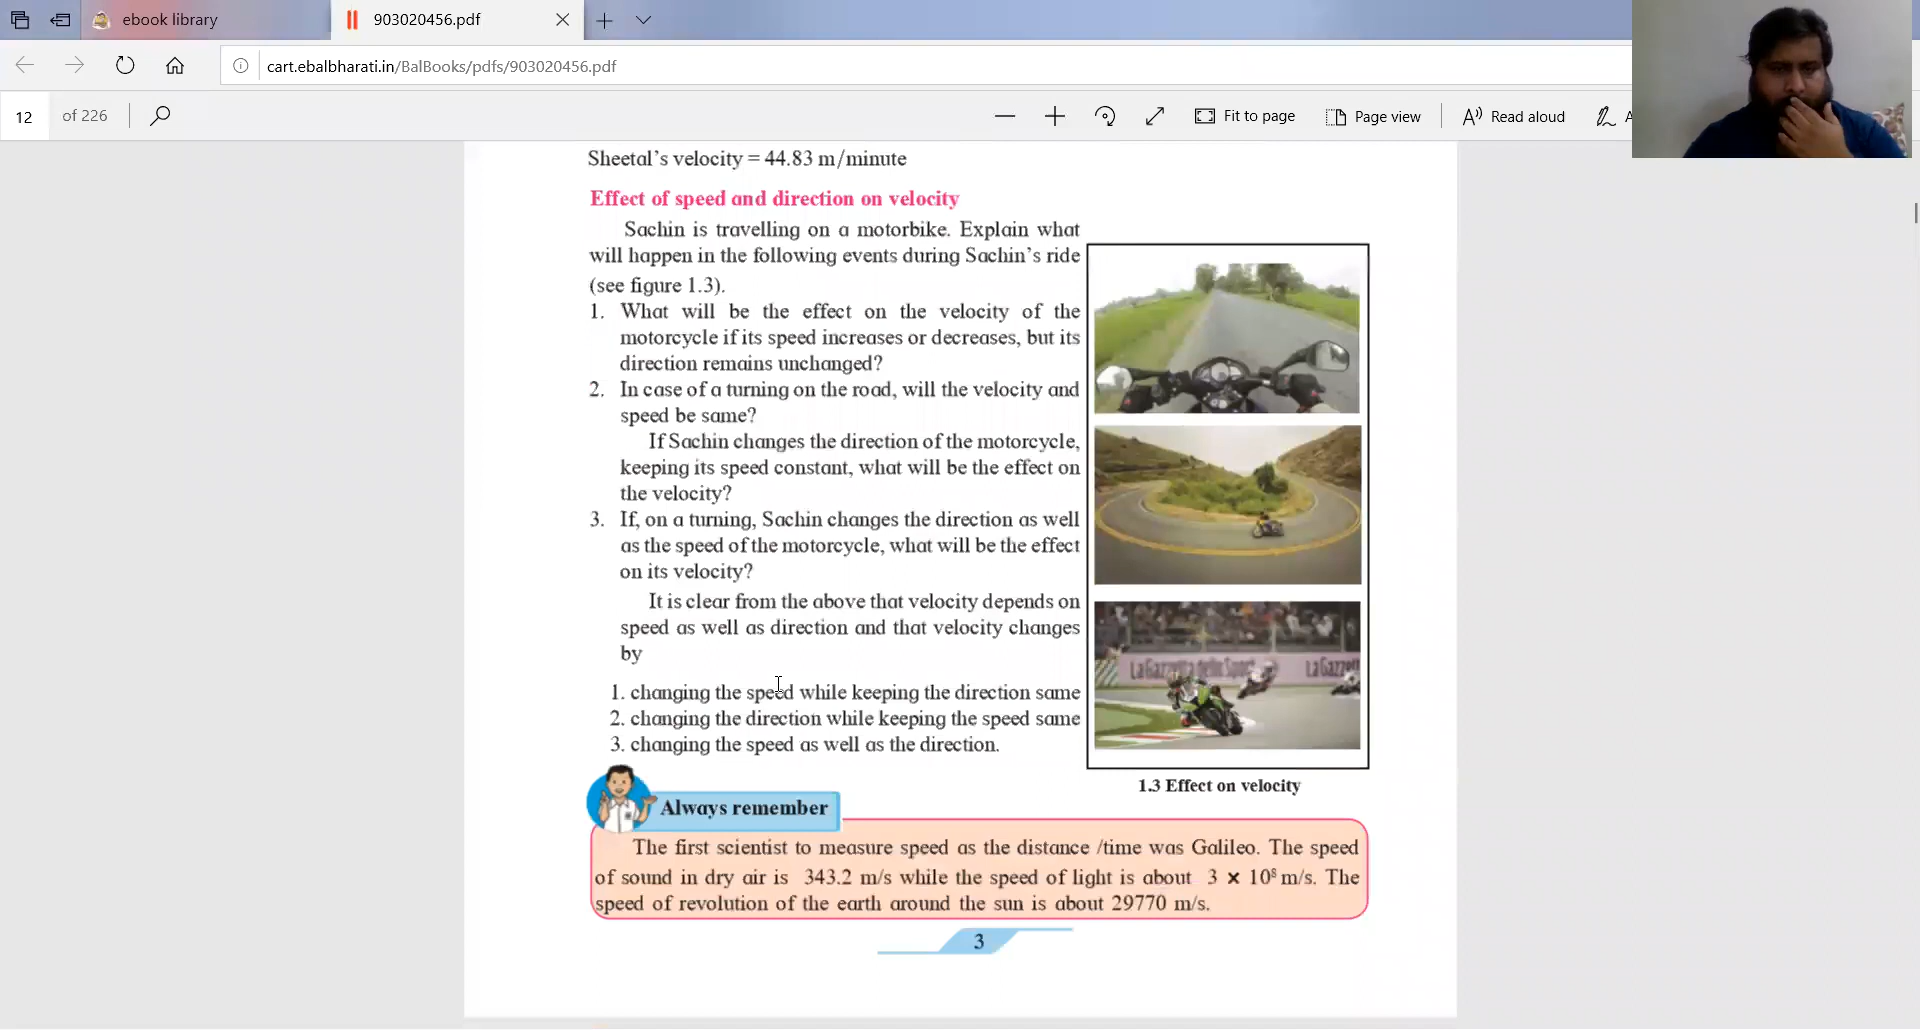 ebook library
903020456.pdf
cart.ebalbharati.in/BalBooks/pdfs/903020456.pdf
12 of 226
Fit to page
Page view
Read aloud
Sheetal's velocity = 44.83 m/minute
Effect of speed and direction on velocity
Sachin is travelling on a motorbike. Explain what
will happen in the following events during Sachin's ride
(see figure 1.3).
1. What will be the effect on the velocity of the
motorcycle if its speed increases or decreases, but its
direction remains unchanged?
2. In case of a turning on the road, will the velocity and
speed be same?
If Sachin changes the direction of the motorcycle,
keeping its speed constant, what will be the effect on
the velocity?
3. If, on a turning, Sachin changes the direction as well
as the speed of the motorcycle, what will be the effect
on its velocity?
It is clear from the above that velocity depends on
speed as well as direction and that velocity changes
by
1. changing the speed while keeping the direction same
2. changing the direction while keeping the speed same
3. changing the speed as well as the direction.
La Gazzetta dello Sport
La Gazzett
1.3 Effect on velocity
Always remember
The first scientist to measure speed as the distance /time was Galileo. The speed
of sound in dry air is 343.2 m/s while the speed of light is about 3 × 10⁸ m/s. The
speed of revolution of the earth around the sun is about 29770 m/s.
3